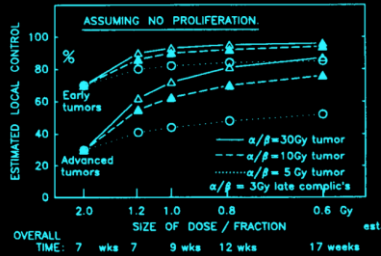 ASSUMING NO PROLIFERATION.
ESTIMATED LOCAL CONTROL
%
100
80
60
40
20
0
Early
tumors
Advanced
tumors
α/β = 30Gy tumor
α/β = 10Gy tumor
α/β = 5 Gy tumor
α/β = 3Gy late complic's
2.0 1.2 1.0 0.8 0.6 Gy
SIZE OF DOSE / FRACTION est
OVERALL
TIME: 7 wks 7 9 wks 12 wks 17 weeks